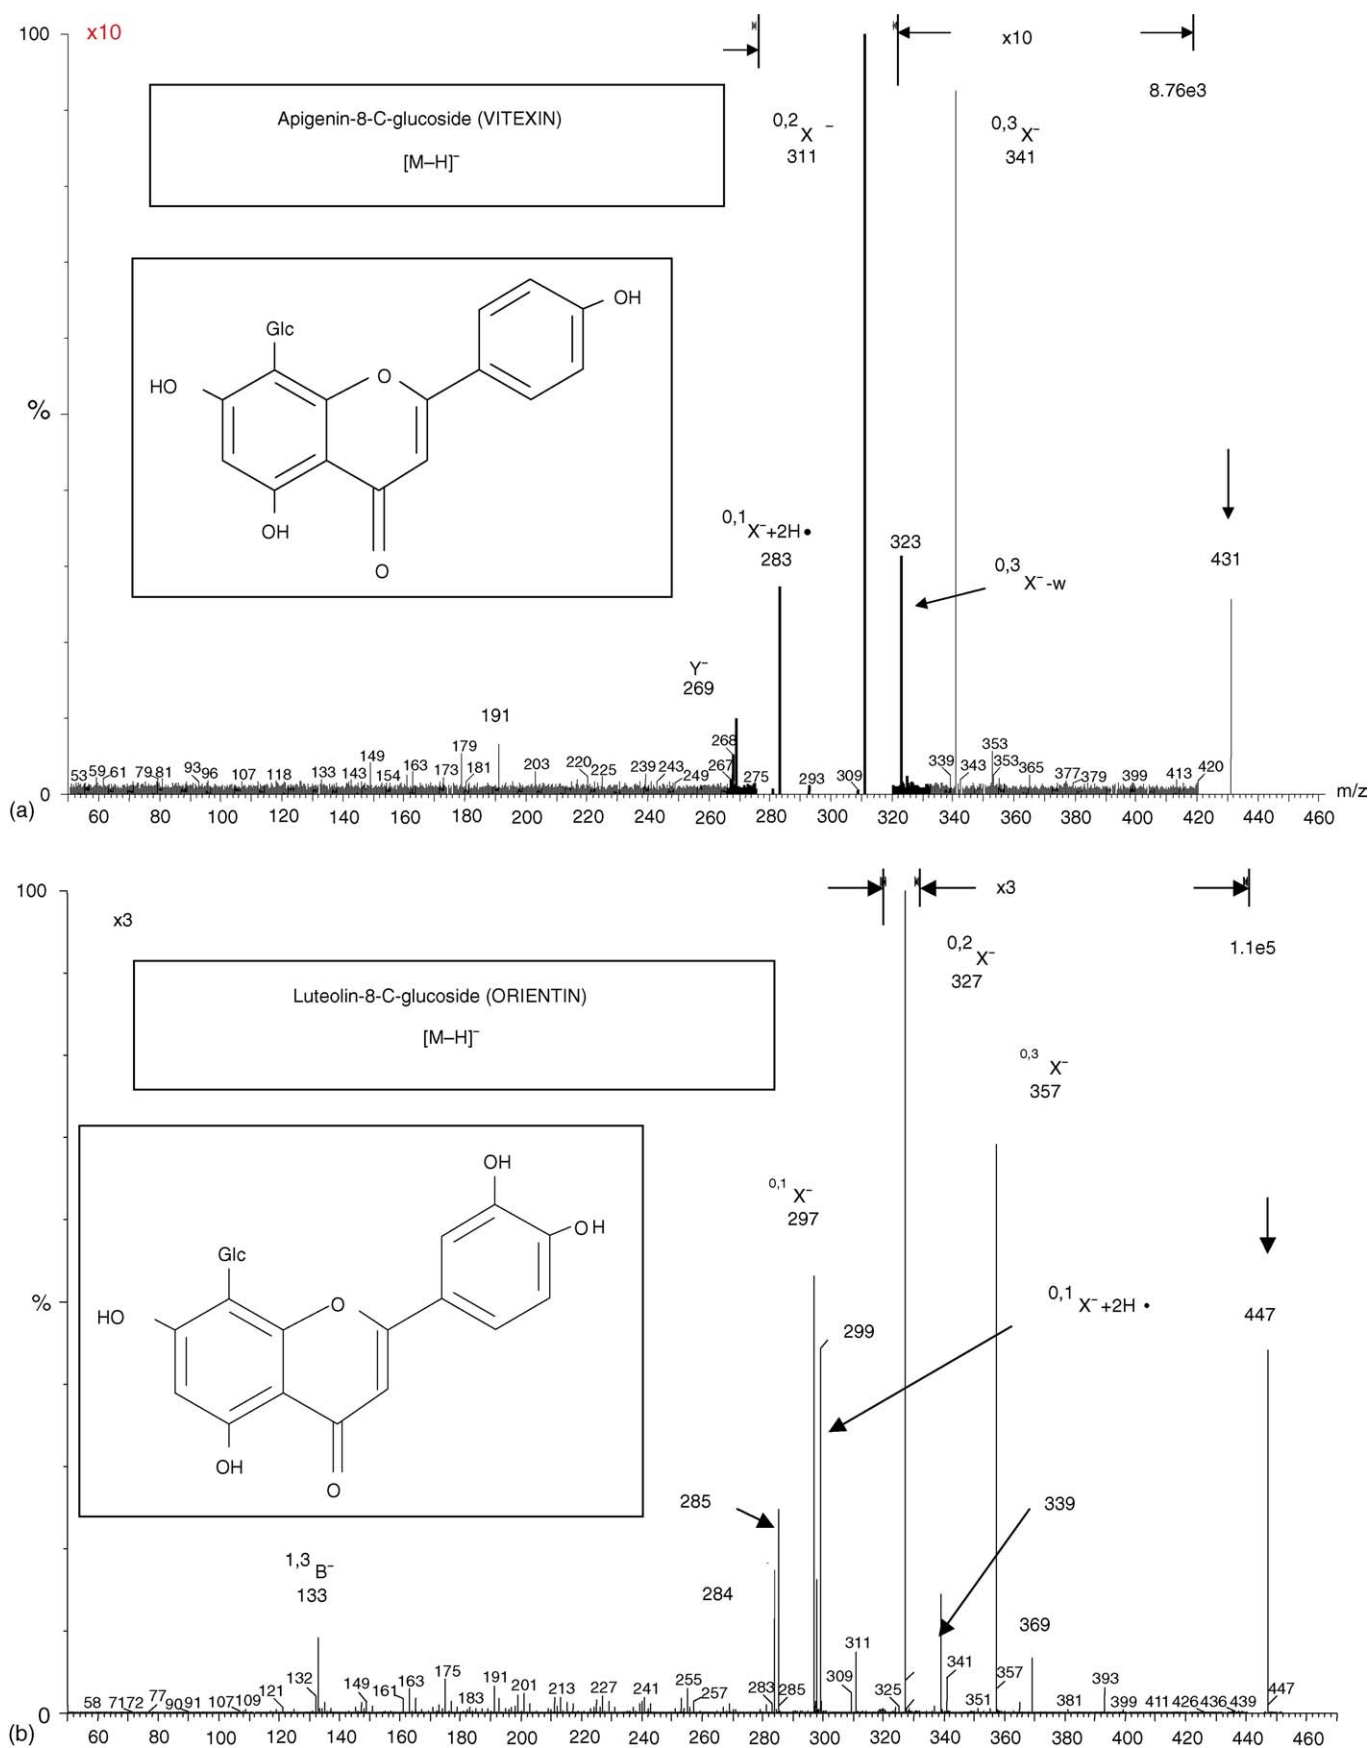 100
x10
x10
8.76e3
Apigenin-8-C-glucoside (VITEXIN)
[M–H]⁻
0,2 X⁻
311
0,3 X⁻
341
Glc
OH
HO
O
OH
O
%
0,1 X⁻+2H•
283
323
0,3 X⁻-w
431
Y⁻
269
191
53 59 61 79 81 93 96 107 118 133 143 149 154 163 173 179 181 203 220 225 239 243 249 267 268 275 293 309 339 343 353 353 365 377 379 399 413 420
0
m/z
(a)
60 80 100 120 140 160 180 200 220 240 260 280 300 320 340 360 380 400 420 440 460
100
x3
x3
1.1e5
0,2 X⁻
327
Luteolin-8-C-glucoside (ORIENTIN)
[M–H]⁻
0,3 X⁻
357
OH
OH
Glc
HO
O
OH
O
%
0,1 X⁻
297
299
0,1 X⁻+2H•
447
285
339
1,3 B⁻
133
284
369
58 71 72 77 90 91 107 109 121 132 149 161 163 175 183 191 201 213 227 241 255 257 283 285 309 311 325 341 351 357 381 393 399 411 426 436 439 447
0
(b)
60 80 100 120 140 160 180 200 220 240 260 280 300 320 340 360 380 400 420 440 460